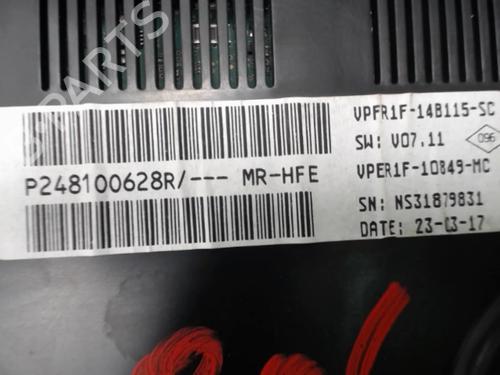 VPFR1F-14B115-SC
SW: V07.11
096
P248100628R/--- MR-HFE
VPER1F-10849-MC
SN: NS31879831
DATE: 23-03-17